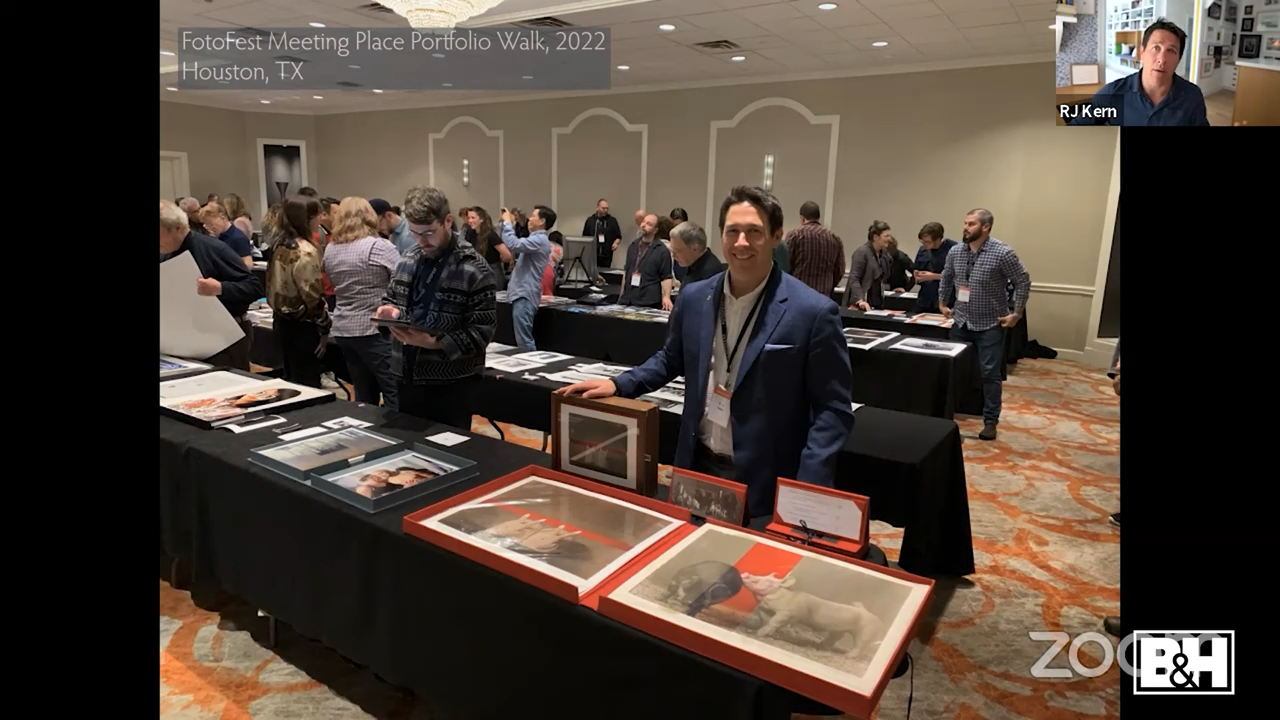 FotoFest Meeting Place Portfolio Walk, 2022
Houston, TX
RJ Kern
ZOOM
B&H